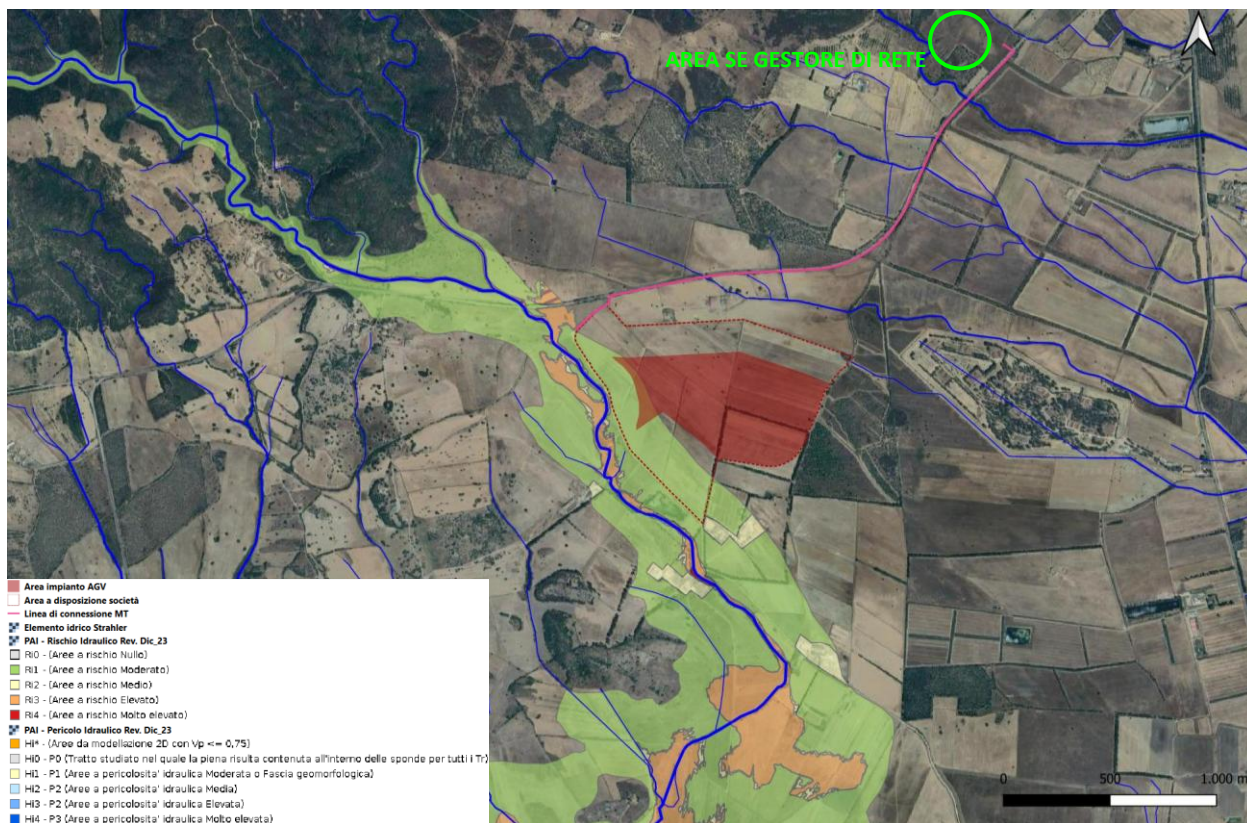 AREA SE GESTORE DI RETE
Area impianto AGV
Area a disposizione società
Linea di connessione MT
Elemento idrico Strahler
PAI - Rischio Idraulico Rev. Dic_23
Ri0 - (Aree a rischio Nullo)
Ri1 - (Aree a rischio Moderato)
Ri2 - (Aree a rischio Medio)
Ri3 - (Aree a rischio Elevato)
Ri4 - (Aree a rischio Molto elevato)
PAI - Pericolo Idraulico Rev. Dic_23
Hi* - (Aree da modellazione 2D con Vp <= 0,75)
Hi0 - P0 (Tratto studiato nel quale la piena risulta contenuta all'interno delle sponde per tutti i Tr)
Hi1 - P1 (Aree a pericolosita' idraulica Moderata o Fascia geomorfologica)
Hi2 - P2 (Aree a pericolosita' idraulica Media)
Hi3 - P2 (Aree a pericolosita' idraulica Elevata)
Hi4 - P3 (Aree a pericolosita' idraulica Molto elevata)
0 500 1.000 m